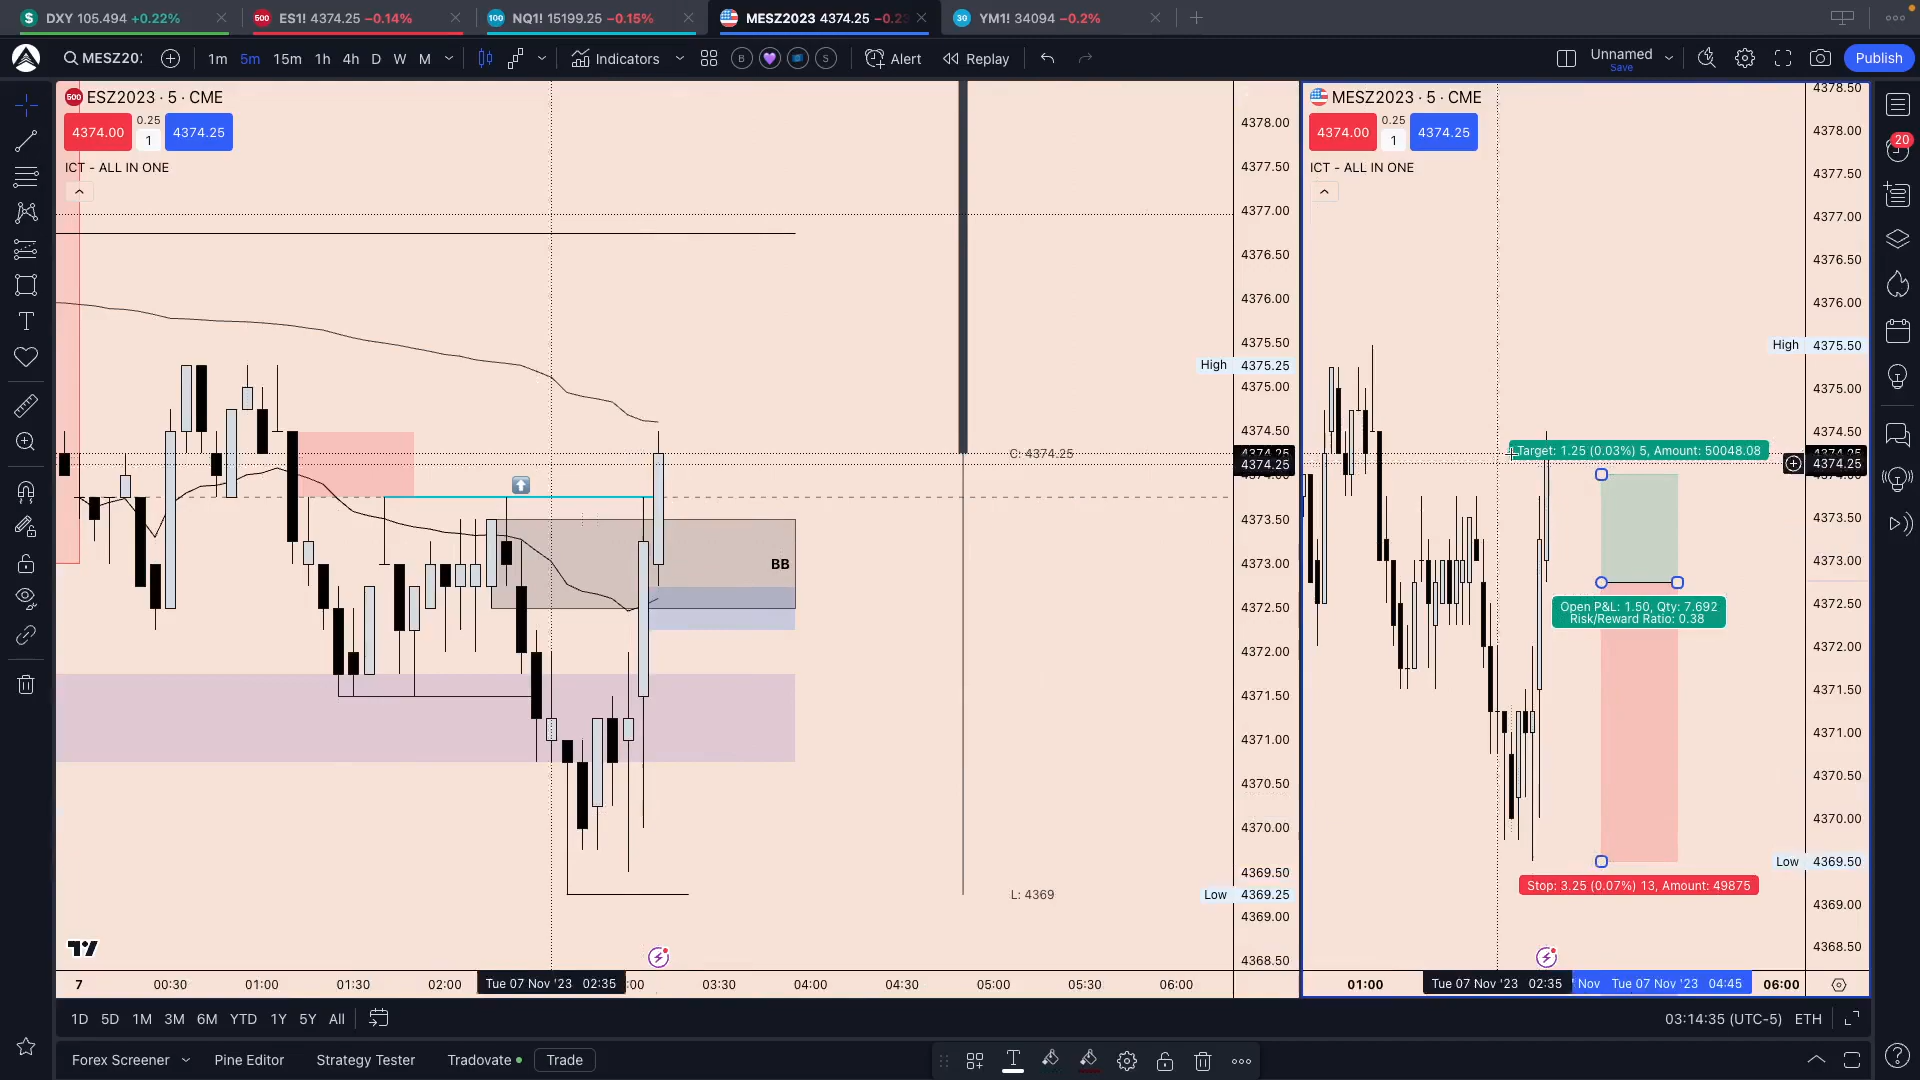 DXY 105.494 +0.22%
500 ES1! 4374.25 −0.14%
100 NQ1! 15199.25 −0.15%
MESZ2023 4374.25
30 YM1! 34094 −0.2%
MESZ20
1m 5m 15m 1h 4h D W M
Indicators
B
S
Alert
Replay
Unnamed
Save
Publish
500 ESZ2023 · 5 · CME
4374.00
0.25
1
4374.25
ICT - ALL IN ONE
BB
C: 4374.25
L: 4369
4378.00
4377.50
4377.00
4376.50
4376.00
4375.50
High 4375.25
4375.00
4374.50
4374.25
4373.50
4373.00
4372.50
4372.00
4371.50
4371.00
4370.50
4370.00
4369.50
Low 4369.25
4369.00
4368.50
7 00:30 01:00 01:30 02:00 Tue 07 Nov '23 02:35 :00 03:30 04:00 04:30 05:00 05:30 06:00
MESZ2023 · 5 · CME
4374.00
0.25
1
4374.25
ICT - ALL IN ONE
Target: 1.25 (0.03%) 5, Amount: 50048.08
Open P&L: 1.50, Qty: 7.692
Risk/Reward Ratio: 0.38
Stop: 3.25 (0.07%) 13, Amount: 49875
4378.50
4378.00
4377.50
4377.00
4376.50
4376.00
High 4375.50
4375.00
4374.50
4374.25
4373.50
4373.00
4372.50
4372.00
4371.50
4371.00
4370.50
4370.00
Low 4369.50
4369.00
4368.50
01:00 Tue 07 Nov '23 02:35 Nov Tue 07 Nov '23 04:45 06:00
20
1D 5D 1M 3M 6M YTD 1Y 5Y All
03:14:35 (UTC-5) ETH
Forex Screener
Pine Editor
Strategy Tester
Tradovate
Trade